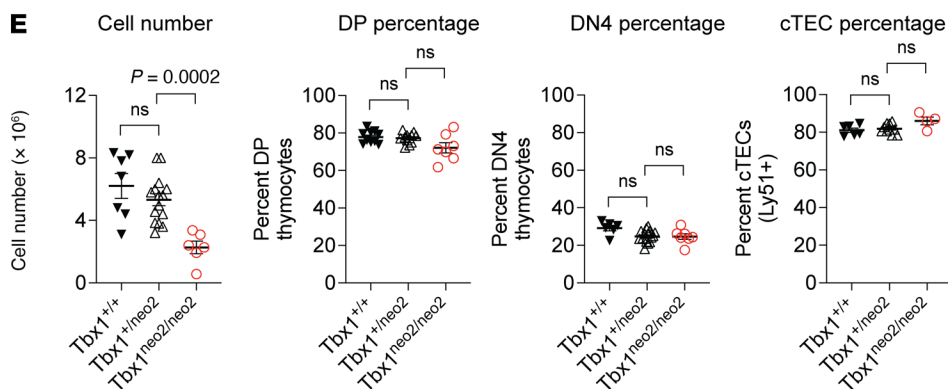 E
Cell number
DP percentage
DN4 percentage
cTEC percentage
Cell number (× 10⁶)
12
8
4
0
ns
P = 0.0002
Tbx1+/+
Tbx1+/neo2
Tbx1neo2/neo2
Percent DP
thymocytes
100
80
60
40
20
0
ns
ns
Tbx1+/+
Tbx1+/neo2
Tbx1neo2/neo2
Percent DN4
thymocytes
100
80
60
40
20
0
ns
ns
Tbx1+/+
Tbx1+/neo2
Tbx1neo2/neo2
Percent cTECs
(Ly51+)
100
80
60
40
20
0
ns
ns
Tbx1+/+
Tbx1+/neo2
Tbx1neo2/neo2